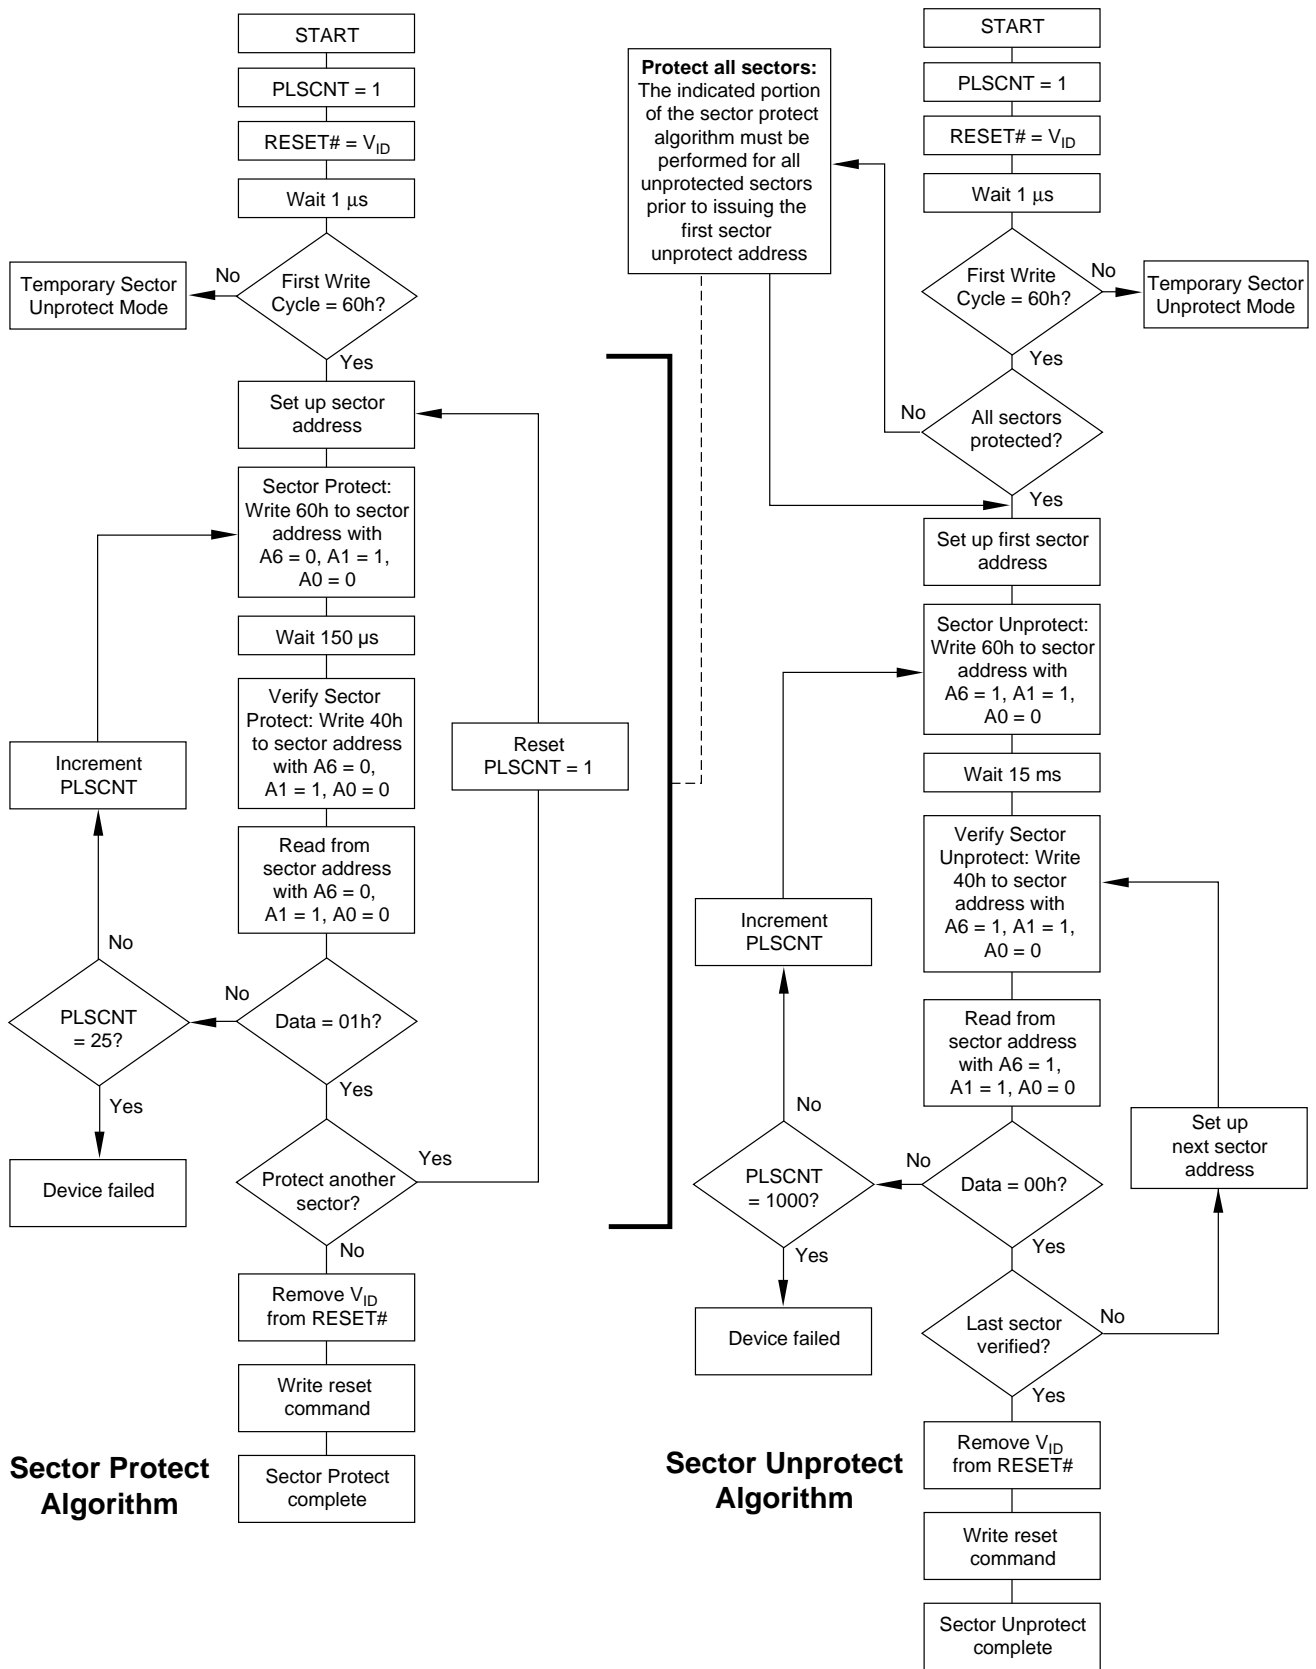 START
PLSCNT = 1
RESET# = VID
Wait 1 μs
First Write
Cycle = 60h?
No
Temporary Sector
Unprotect Mode
Yes
Set up sector
address
Sector Protect:
Write 60h to sector
address with
A6 = 0, A1 = 1,
A0 = 0
Wait 150 µs
Verify Sector
Protect: Write 40h
to sector address
with A6 = 0,
A1 = 1, A0 = 0
Increment
PLSCNT
Reset
PLSCNT = 1
Read from
sector address
with A6 = 0,
A1 = 1, A0 = 0
No
PLSCNT
= 25?
No
Data = 01h?
Yes
Yes
Device failed
Protect another
sector?
Yes
No
Remove VID
from RESET#
Write reset
command
Sector Protect
complete
Sector Protect
Algorithm
Protect all sectors:
The indicated portion
of the sector protect
algorithm must be
performed for all
unprotected sectors
prior to issuing the
first sector
unprotect address
START
PLSCNT = 1
RESET# = VID
Wait 1 μs
First Write
Cycle = 60h?
No
Temporary Sector
Unprotect Mode
Yes
No
All sectors
protected?
Yes
Set up first sector
address
Sector Unprotect:
Write 60h to sector
address with
A6 = 1, A1 = 1,
A0 = 0
Wait 15 ms
Verify Sector
Unprotect: Write
40h to sector
address with
A6 = 1, A1 = 1,
A0 = 0
Increment
PLSCNT
Read from
sector address
with A6 = 1,
A1 = 1, A0 = 0
No
Set up
next sector
address
PLSCNT
= 1000?
No
Data = 00h?
Yes
Yes
Device failed
Last sector
verified?
No
Yes
Remove VID
from RESET#
Write reset
command
Sector Unprotect
complete
Sector Unprotect
Algorithm